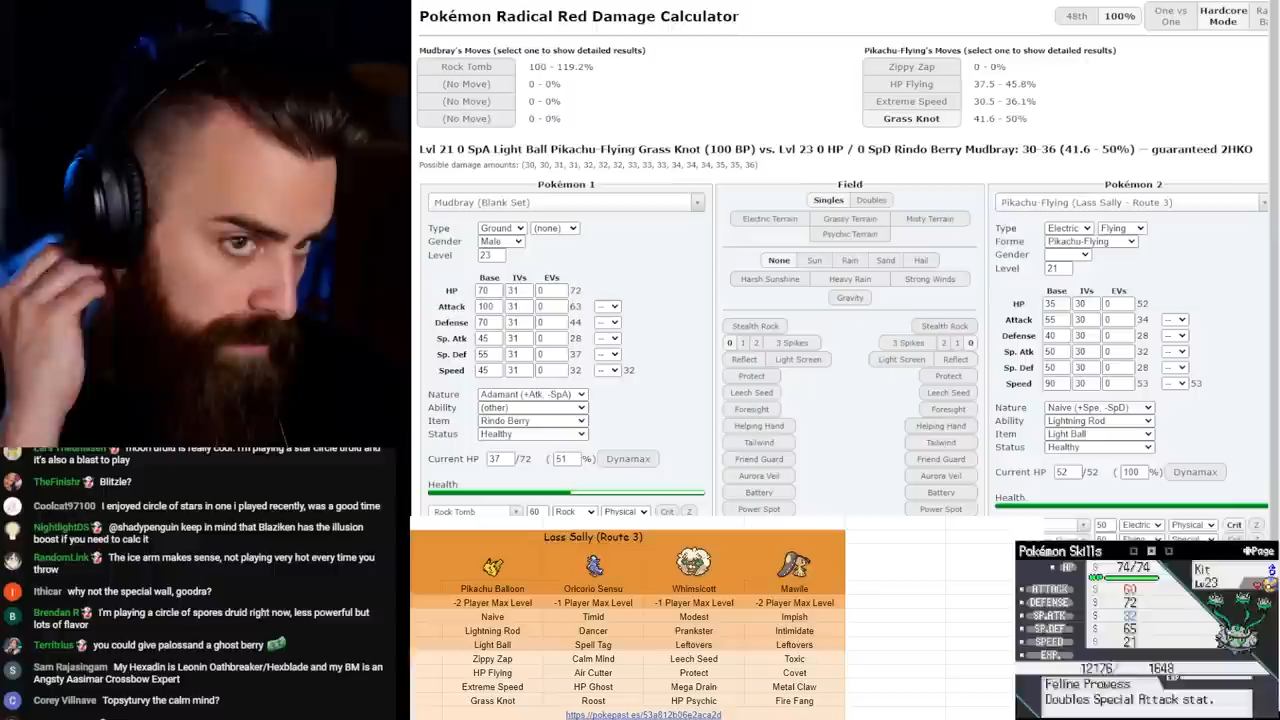 Pokémon Radical Red Damage Calculator
48th 100% One vs One Hardcore Mode
Mudbray's Moves (select one to show detailed results)
Rock Tomb 100 - 119.2%
(No Move) 0 - 0%
(No Move) 0 - 0%
(No Move) 0 - 0%
Pikachu-Flying's Moves (select one to show detailed results)
Zippy Zap 0 - 0%
HP Flying 37.5 - 45.8%
Extreme Speed 30.5 - 36.1%
Grass Knot 41.6 - 50%
Lvl 21 0 SpA Light Ball Pikachu-Flying Grass Knot (100 BP) vs. Lvl 23 0 HP / 0 SpD Rindo Berry Mudbray: 30-36 (41.6 - 50%) — guaranteed 2HKO
Possible damage amounts: (30, 30, 31, 31, 32, 32, 32, 33, 33, 33, 34, 34, 34, 35, 35, 36)
Pokémon 1
Mudbray (Blank Set)
Type Ground (none)
Gender Male
Level 23
Base IVs EVs
HP 70 31 0 72
Attack 100 31 0 63 --
Defense 70 31 0 44 --
Sp. Atk 45 31 0 28 --
Sp. Def 55 31 0 37 --
Speed 45 31 0 32 -- 32
Nature Adamant (+Atk, -SpA)
Ability (other)
Item Rindo Berry
Status Healthy
Current HP 37 /72 ( 51 %) Dynamax
Health
Rock Tomb 60 Rock Physical Crit Z
Field
Singles Doubles
Electric Terrain Grassy Terrain Misty Terrain
Psychic Terrain
None Sun Rain Sand Hail
Harsh Sunshine Heavy Rain Strong Winds
Gravity
Stealth Rock Stealth Rock
0 1 2 3 Spikes 3 Spikes 2 1 0
Reflect Light Screen Light Screen Reflect
Protect Protect
Leech Seed Leech Seed
Foresight Foresight
Helping Hand Helping Hand
Tailwind Tailwind
Friend Guard Friend Guard
Aurora Veil Aurora Veil
Battery Battery
Power Spot Power Spot
Pokémon 2
Pikachu-Flying (Lass Sally - Route 3)
Type Electric Flying
Forme Pikachu-Flying
Gender
Level 21
Base IVs EVs
HP 35 30 0 52
Attack 55 30 0 34 --
Defense 40 30 0 28 --
Sp. Atk 50 30 0 32 --
Sp. Def 50 30 0 28 --
Speed 90 30 0 53 -- 53
Nature Naive (+Spe, -SpD)
Ability Lightning Rod
Item Light Ball
Status Healthy
Current HP 52 /52 ( 100 %) Dynamax
Health
50 Electric Physical Crit Z
moon druid is really cool. I'm playing a star circle druid and
it's also a blast to play
TheFinishr Blitzle?
Coolcat97100 I enjoyed circle of stars in one i played recently, was a good time
NightlightDS @shadypenguin keep in mind that Blaziken has the illusion
boost if you need to calc it
RandomLink The ice arm makes sense, not playing very hot every time you
throw
Ithicar why not the special wall, goodra?
Brendan R I'm playing a circle of spores druid right now, less powerful but
lots of flavor
Territrius you could give palossand a ghost berry
Sam Rajasingam My Hexadin is Leonin Oathbreaker/Hexblade and my BM is an
Angsty Aasimar Crossbow Expert
Corey Villnave Topsyturvy the calm mind?
Lass Sally (Route 3)
Pikachu Balloon Oricorio Sensu Whimsicott Mawile
-2 Player Max Level -1 Player Max Level -1 Player Max Level -2 Player Max Level
Naive Timid Modest Impish
Lightning Rod Dancer Prankster Intimidate
Light Ball Spell Tag Leftovers Leftovers
Zippy Zap Calm Mind Leech Seed Toxic
HP Flying Air Cutter Protect Covet
Extreme Speed HP Ghost Mega Drain Metal Claw
Grass Knot Roost HP Psychic Fire Fang
https://pokepast.es/53a812b06e2aca2d
Pokémon Skills Page
HP 74/74 Kit
Lv23
ATTACK 60
DEFENSE 72
SP.ATK 32
SP.DEF 65
SPEED 31
EXP.
12176 1648
Feline Prowess
Doubles Special Attack stat.